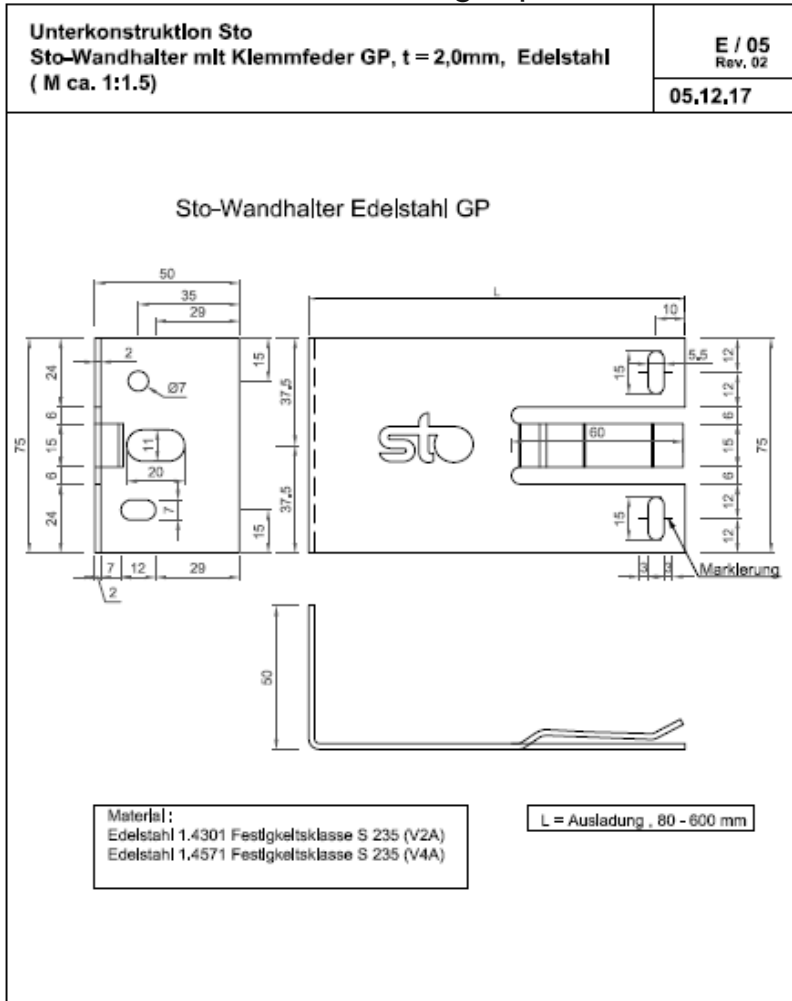 Unterkonstruktion Sto
Sto-Wandhalter mit Klemmfeder GP, t = 2,0mm, Edelstahl
( M ca. 1:1.5)
E / 05
Rev. 02
05.12.17
Sto-Wandhalter Edelstahl GP
50
35
29
2
24
6
15
6
24
75
Ø7
11
20
7
15
37,5
37,5
15
7
12
29
2
L
10
15
5,5
sto
60
15
3
3
12
12
6
15
6
12
12
75
Markierung
50
Material :
Edelstahl 1.4301 Festigkeitsklasse S 235 (V2A)
Edelstahl 1.4571 Festigkeitsklasse S 235 (V4A)
L = Ausladung , 80 - 600 mm